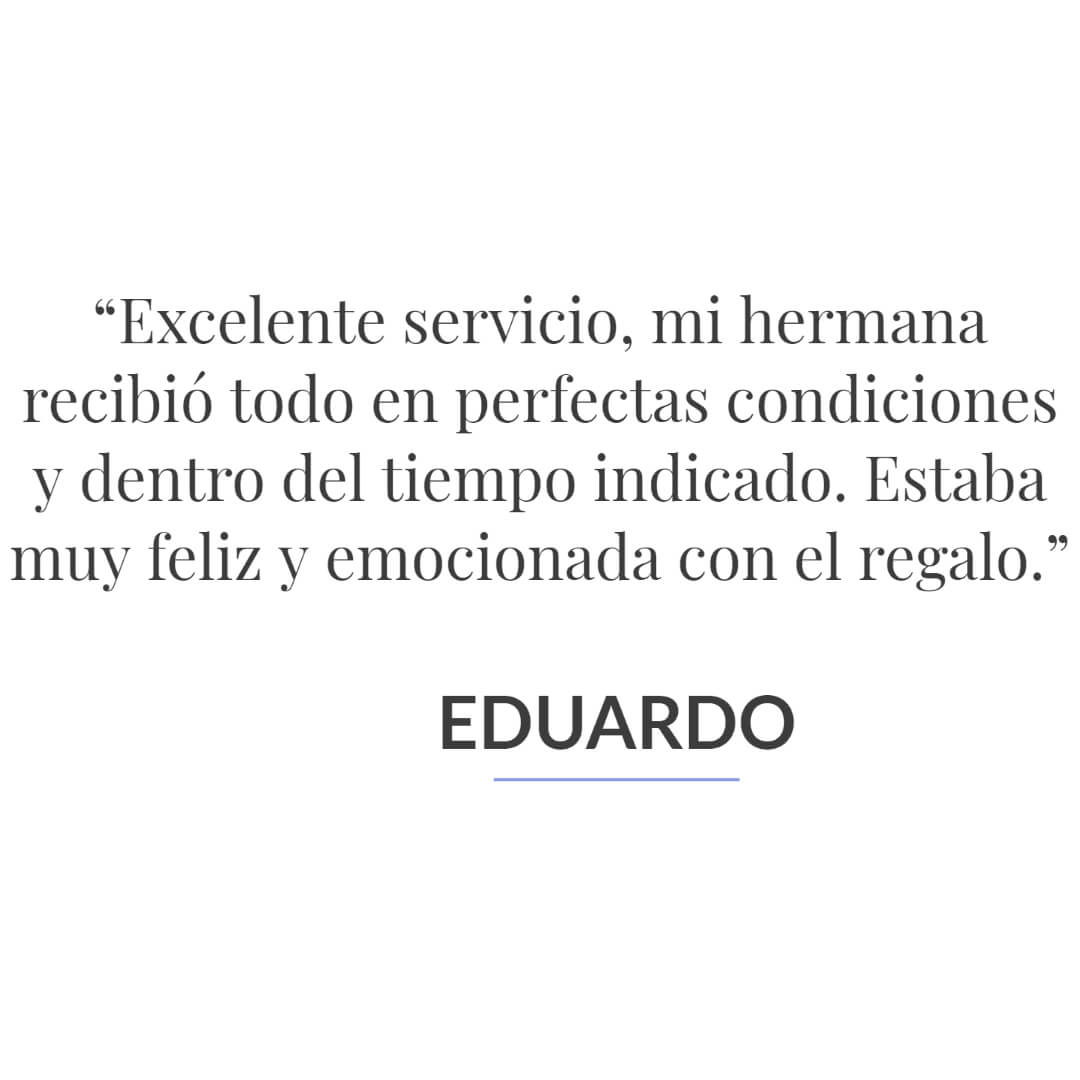 “Excelente servicio, mi hermana
recibió todo en perfectas condiciones
y dentro del tiempo indicado. Estaba
muy feliz y emocionada con el regalo.”
EDUARDO